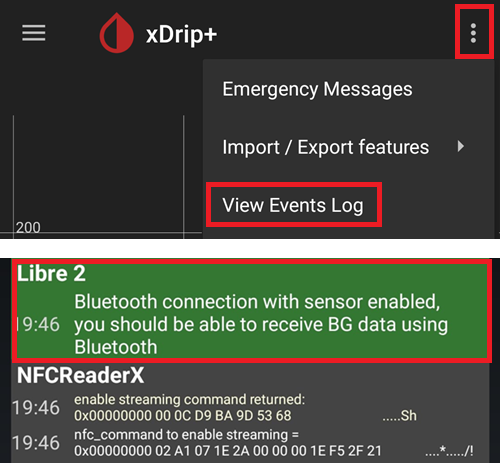 xDrip+
Emergency Messages
Import / Export features
View Events Log
200
Libre 2
19:46 Bluetooth connection with sensor enabled,
you should be able to receive BG data using
Bluetooth
NFCReaderX
19:46 enable streaming command returned:
0x00000000 00 0C D9 BA 9D 53 68 .....Sh
19:46 nfc_command to enable streaming =
0x00000000 02 A1 07 1E 2A 00 00 00 1E F5 2F 21 ....*...../!